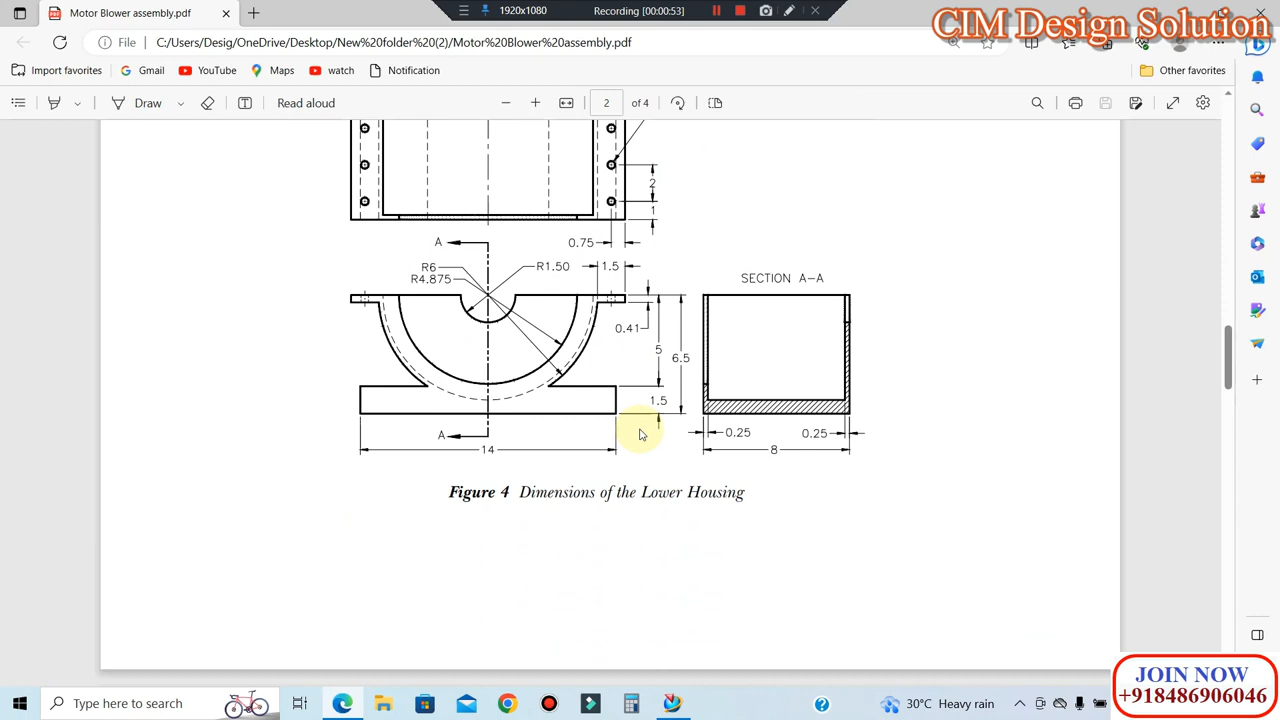 Motor Blower assembly.pdf
1920x1080
Recording [00:00:53]
CIM Design Solution
File
C:/Users/Desig/OneDrive/Desktop/New%20folder%20(2)/Motor%20Blower%20assembly.pdf
Import favorites
Gmail
YouTube
Maps
watch
Notification
Other favorites
Draw
Read aloud
2 of 4
2
1
A
0.75
R6
R1.50
1.5
R4.875
SECTION A-A
0.41
5
6.5
1.5
A
0.25
0.25
14
8
Figure 4 Dimensions of the Lower Housing
JOIN NOW
+918486906046
Type here to search
30°C Heavy rain